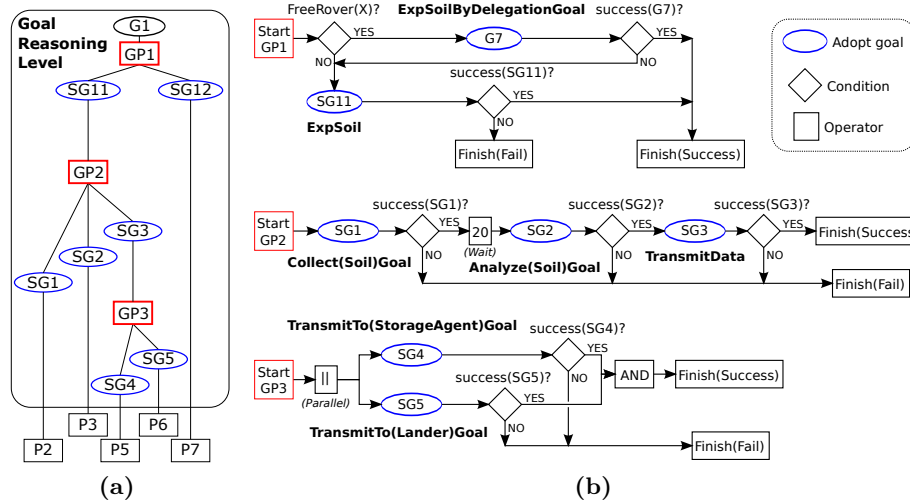 Goal
Reasoning
Level
G1
GP1
SG11
SG12
GP2
SG3
SG2
SG1
GP3
SG5
SG4
P3
P6
P2
P5
P7
(a)
FreeRover(X)?
ExpSoilByDelegationGoal
success(G7)?
Start
GP1
YES
G7
YES
NO
NO
success(SG11)?
SG11
YES
ExpSoil
NO
Finish(Fail)
Finish(Success)
Adopt goal
Condition
Operator
success(SG1)?
success(SG2)?
success(SG3)?
Start
GP2
SG1
YES
20
SG2
YES
SG3
YES
Finish(Success
(Wait)
Collect(Soil)Goal
NO
Analyze(Soil)Goal
NO
TransmitData
NO
Finish(Fail)
TransmitTo(StorageAgent)Goal
success(SG4)?
SG4
YES
Start
GP3
||
(Parallel)
success(SG5)?
NO
AND
Finish(Success)
SG5
YES
TransmitTo(Lander)Goal
NO
Finish(Fail)
(b)